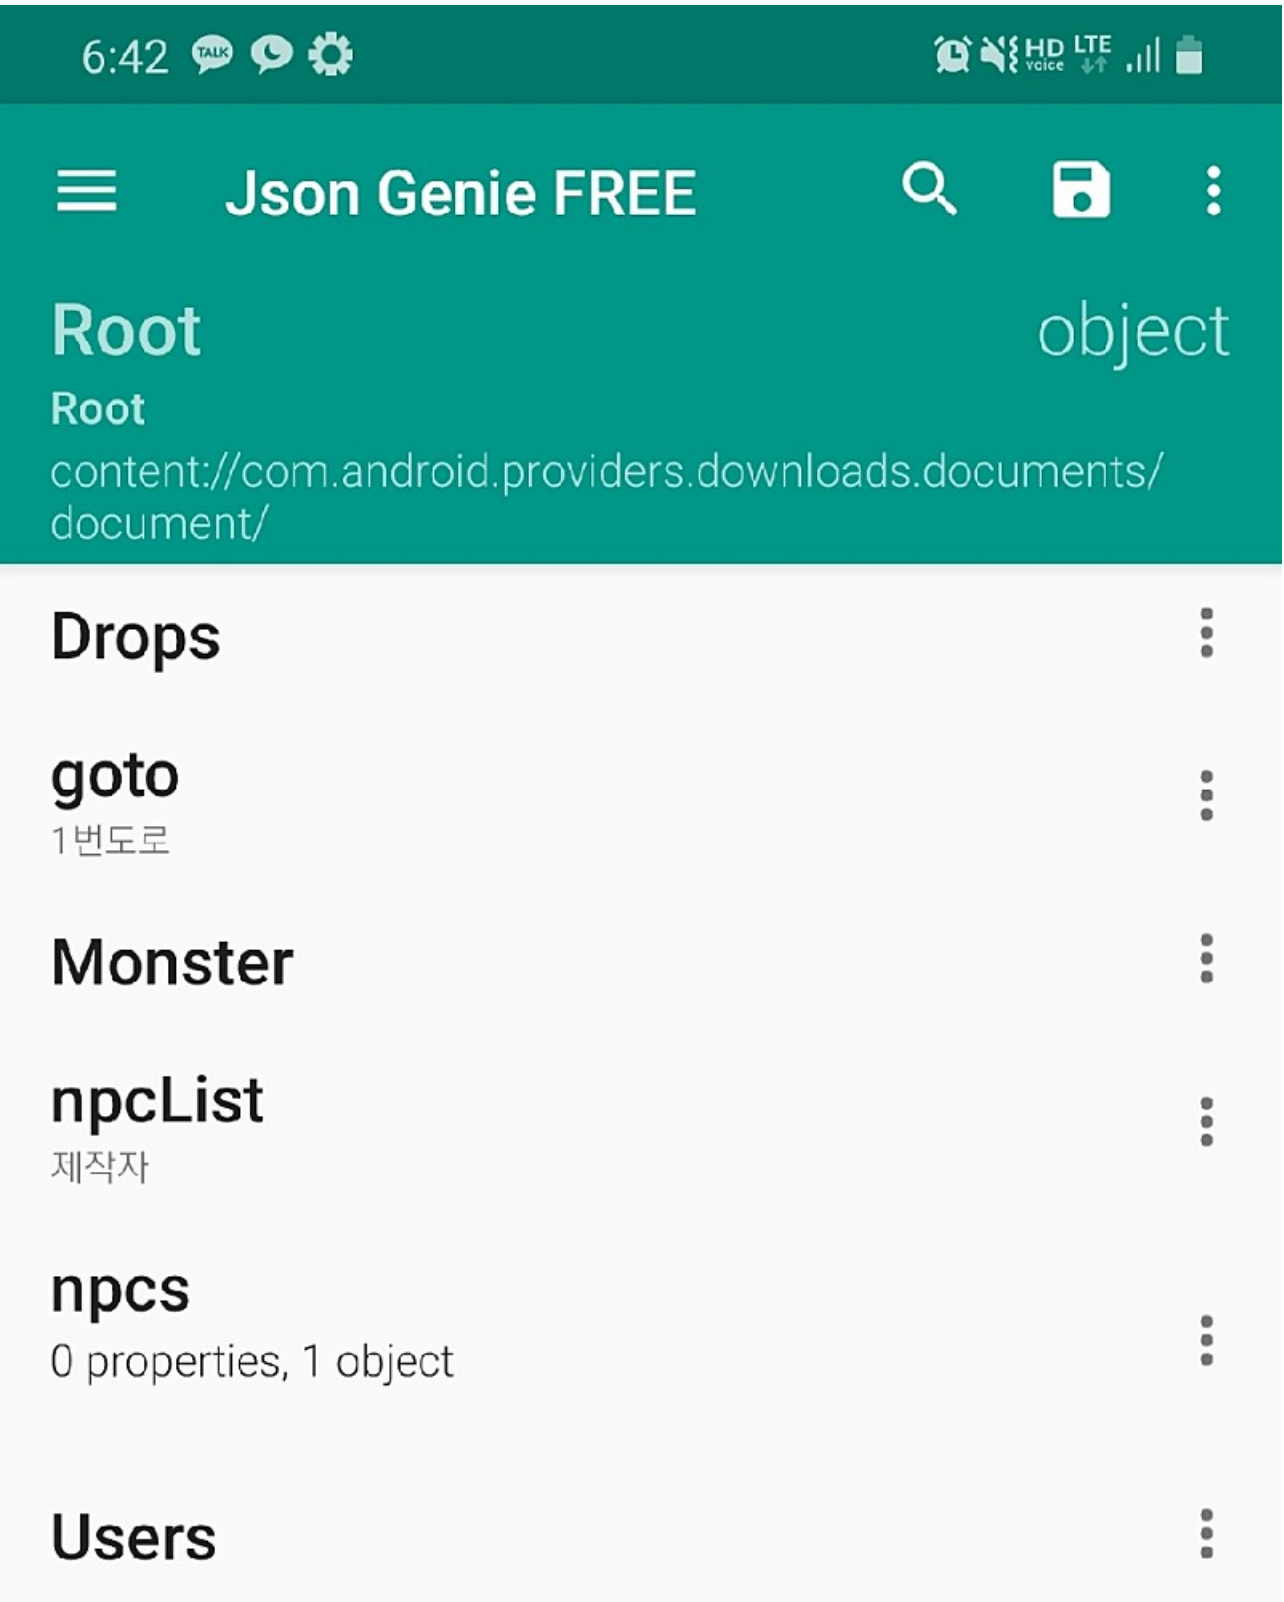 6:42 TALK HD voice LTE
Json Genie FREE
Root object
Root
content://com.android.providers.downloads.documents/
document/
Drops
goto
1번도로
Monster
npcList
제작자
npcs
0 properties, 1 object
Users